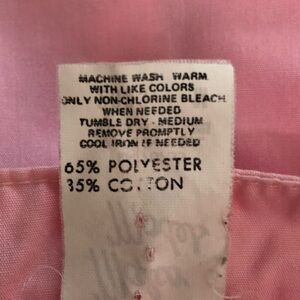 MACHINE WASH WARM
WITH LIKE COLORS
ONLY NON-CHLORINE BLEACH
WHEN NEEDED
TUMBLE DRY - MEDIUM
REMOVE PROMPTLY
COOL IRON IF NEEDED
65% POLYESTER
35% COTTON